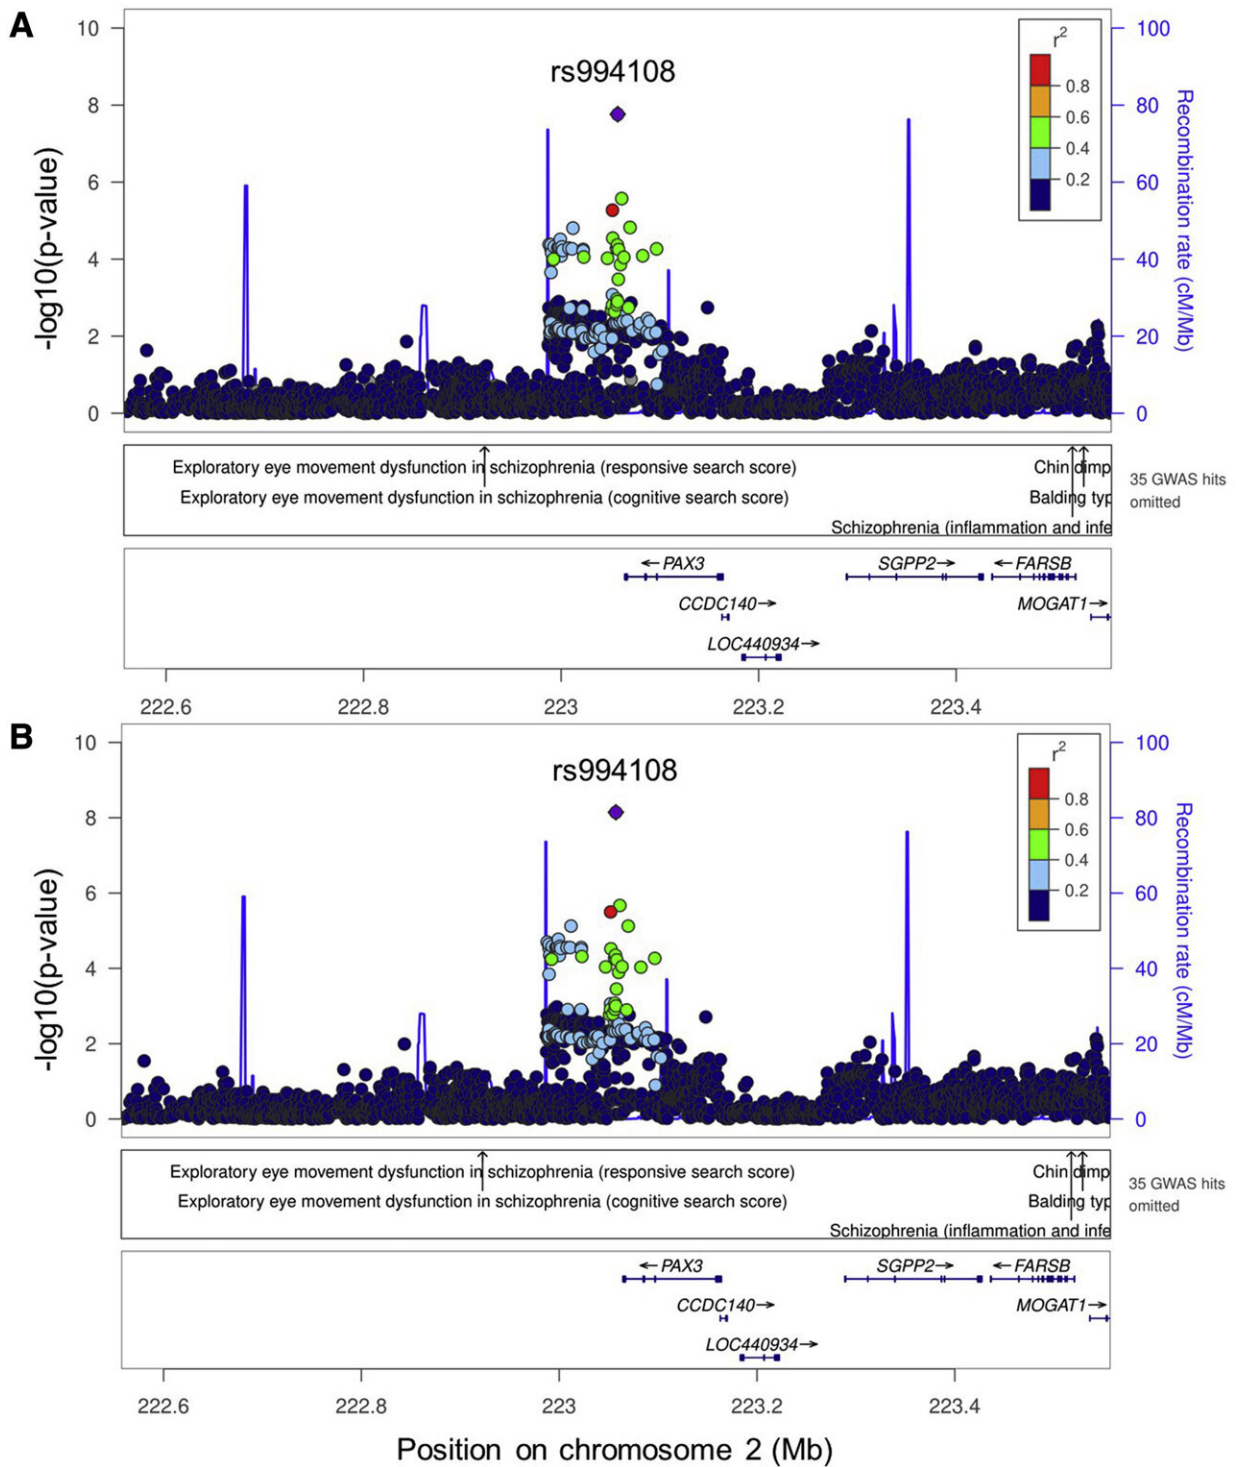 A
10
8
6
4
2
0
-log10(p-value)
rs994108
r2
0.8
0.6
0.4
0.2
100
80
60
40
20
0
Recombination rate (cM/Mb)
Exploratory eye movement dysfunction in schizophrenia (responsive search score)
Chin dimp
Exploratory eye movement dysfunction in schizophrenia (cognitive search score)
Balding typ
Schizophrenia (inflammation and infe
35 GWAS hits
omitted
←PAX3
SGPP2→
←FARSB
CCDC140→
MOGAT1→
LOC440934→
222.6
222.8
223
223.2
223.4
B
10
8
6
4
2
0
-log10(p-value)
rs994108
r2
0.8
0.6
0.4
0.2
100
80
60
40
20
0
Recombination rate (cM/Mb)
Exploratory eye movement dysfunction in schizophrenia (responsive search score)
Chin dimp
Exploratory eye movement dysfunction in schizophrenia (cognitive search score)
Balding typ
Schizophrenia (inflammation and infe
35 GWAS hits
omitted
←PAX3
SGPP2→
←FARSB
CCDC140→
MOGAT1→
LOC440934→
222.6
222.8
223
223.2
223.4
Position on chromosome 2 (Mb)